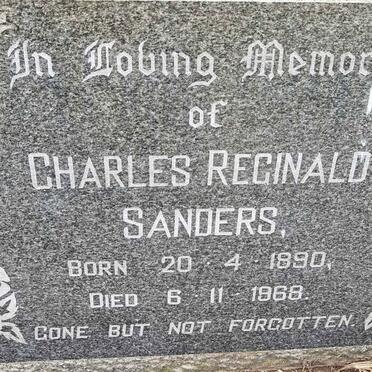 In Loving Memor
of
CHARLES REGINALD
SANDERS,
BORN 20·4·1890,
DIED 6·11·1968.
GONE BUT NOT FORGOTTEN.